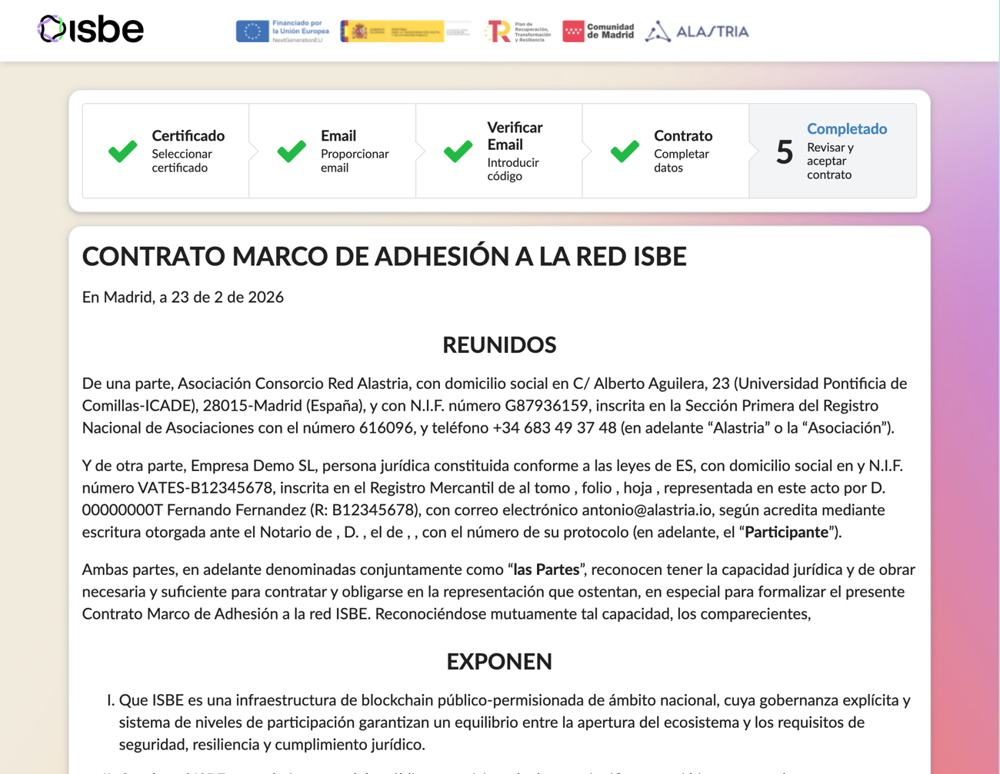 isbe
Financiado por
la Unión Europea
NextGenerationEU
Plan de
Recuperación,
Transformación
y Resiliencia
Comunidad
de Madrid
ALASTRIA
Certificado
Seleccionar
certificado
Email
Proporcionar
email
Verificar
Email
Introducir
código
Contrato
Completar
datos
5
Completado
Revisar y
aceptar
contrato
CONTRATO MARCO DE ADHESIÓN A LA RED ISBE
En Madrid, a 23 de 2 de 2026
REUNIDOS
De una parte, Asociación Consorcio Red Alastria, con domicilio social en C/ Alberto Aguilera, 23 (Universidad Pontificia de
Comillas-ICADE), 28015-Madrid (España), y con N.I.F. número G87936159, inscrita en la Sección Primera del Registro
Nacional de Asociaciones con el número 616096, y teléfono +34 683 49 37 48 (en adelante “Alastria” o la “Asociación”).
Y de otra parte, Empresa Demo SL, persona jurídica constituida conforme a las leyes de ES, con domicilio social en y N.I.F.
número VATES-B12345678, inscrita en el Registro Mercantil de al tomo , folio , hoja , representada en este acto por D.
00000000T Fernando Fernandez (R: B12345678), con correo electrónico antonio@alastria.io, según acredita mediante
escritura otorgada ante el Notario de , D. , el de , , con el número de su protocolo (en adelante, el “Participante”).
Ambas partes, en adelante denominadas conjuntamente como “las Partes”, reconocen tener la capacidad jurídica y de obrar
necesaria y suficiente para contratar y obligarse en la representación que ostentan, en especial para formalizar el presente
Contrato Marco de Adhesión a la red ISBE. Reconociéndose mutuamente tal capacidad, los comparecientes,
EXPONEN
I. Que ISBE es una infraestructura de blockchain público-permisionada de ámbito nacional, cuya gobernanza explícita y
sistema de niveles de participación garantizan un equilibrio entre la apertura del ecosistema y los requisitos de
seguridad, resiliencia y cumplimiento jurídico.